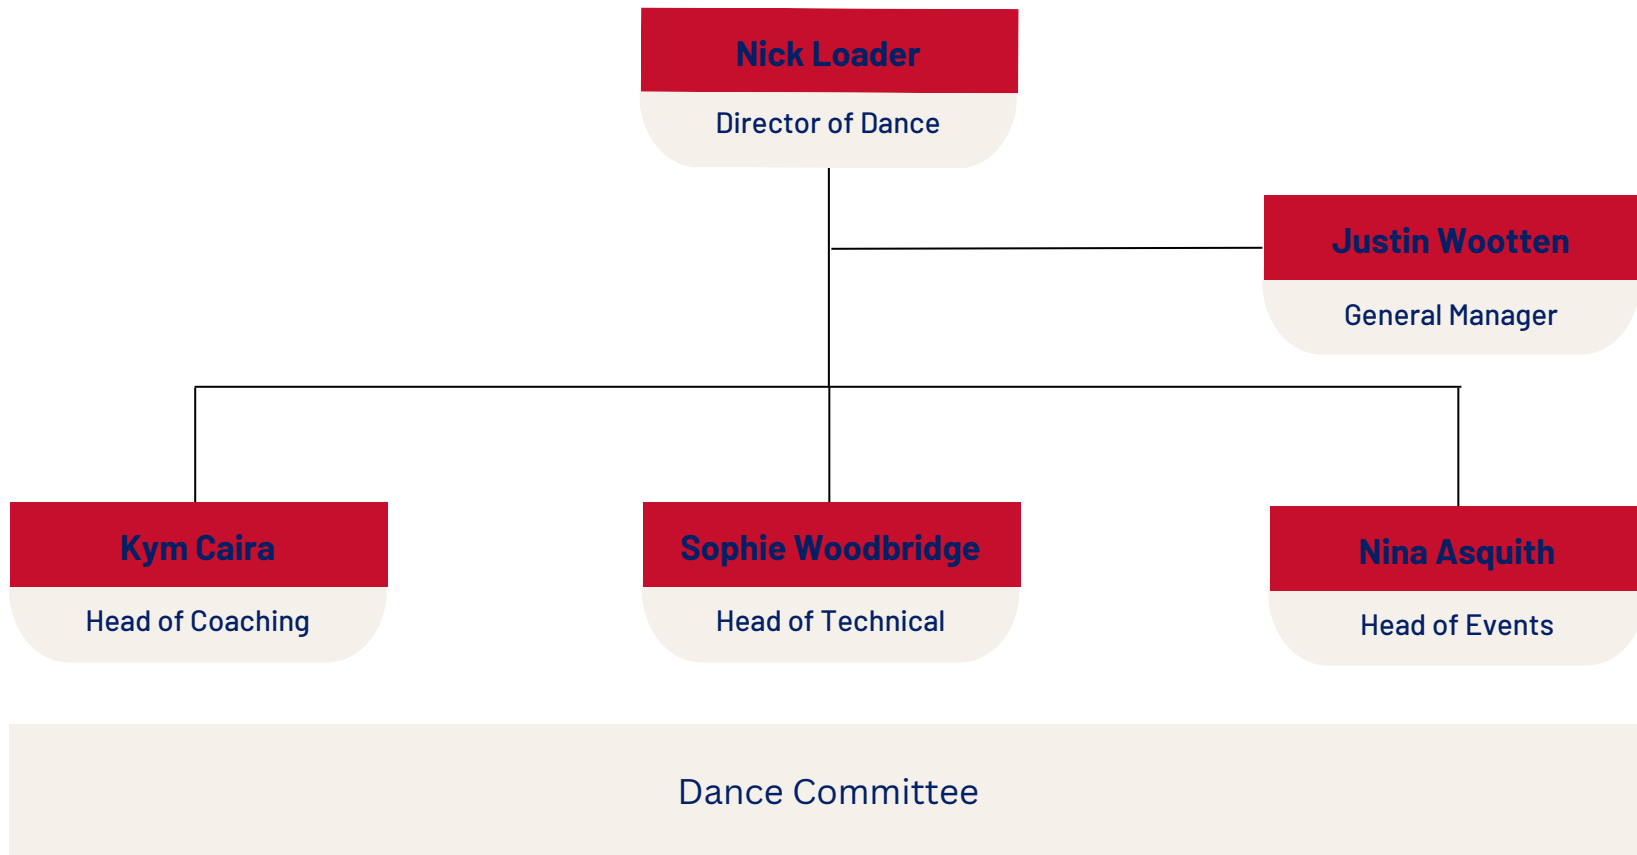 Nick Loader
Director of Dance
Justin Wootten
General Manager
Kym Caira
Head of Coaching
Sophie Woodbridge
Head of Technical
Nina Asquith
Head of Events
Dance Committee